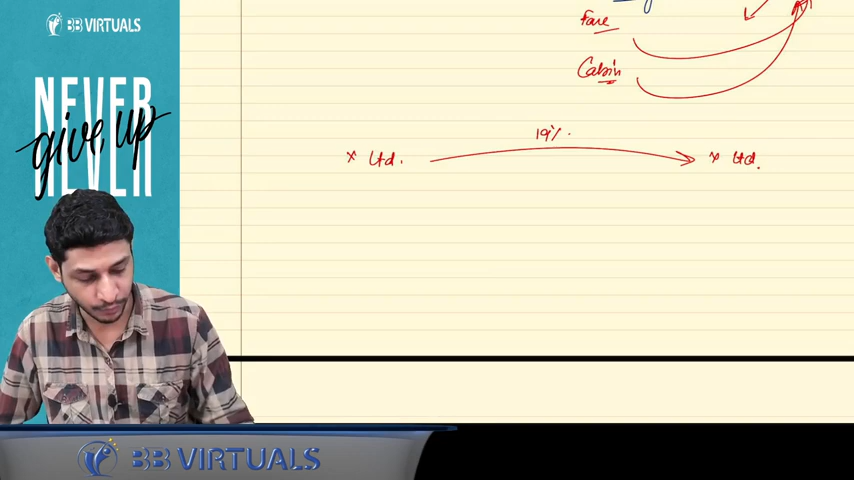 BB VIRTUALS
NEVER
give up
NEVER
Fare
Cabin
19%.
x Ltd.
x Ltd.
BB VIRTUALS